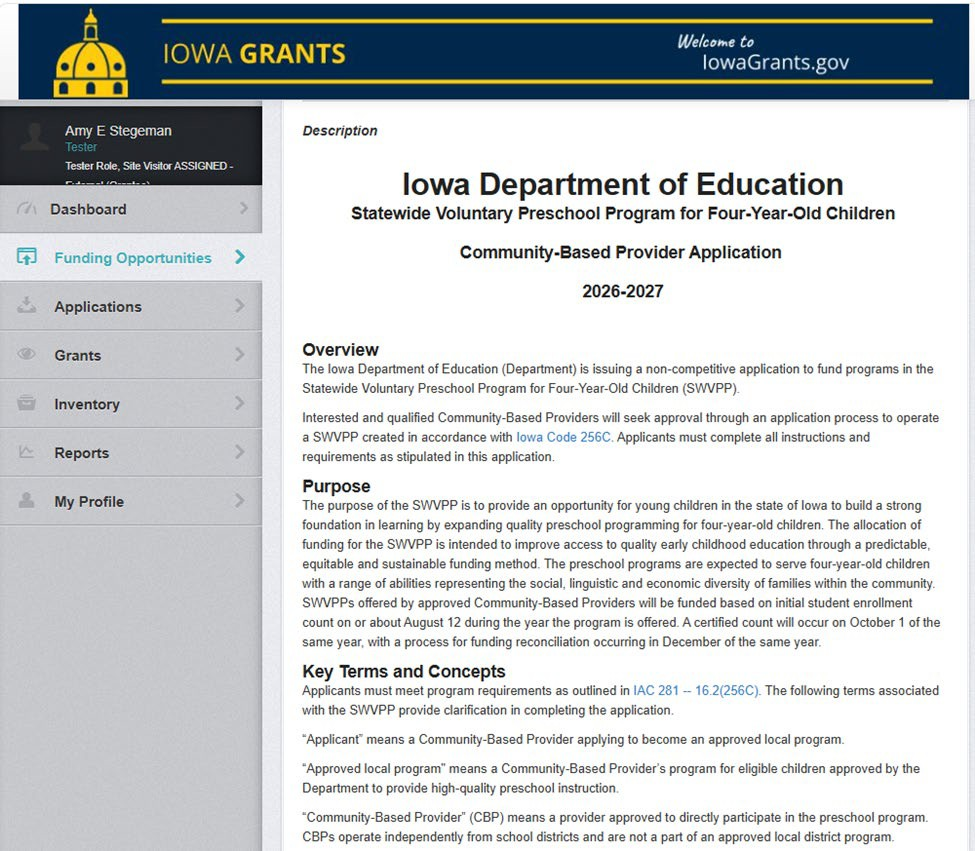 IOWA GRANTS
Welcome to
IowaGrants.gov
Amy E Stegeman
Tester
Tester Role, Site Visitor ASSIGNED -
External (Grantee)
Dashboard
Funding Opportunities
Applications
Grants
Inventory
Reports
My Profile
Description
Iowa Department of Education
Statewide Voluntary Preschool Program for Four-Year-Old Children
Community-Based Provider Application
2026-2027
Overview
The Iowa Department of Education (Department) is issuing a non-competitive application to fund programs in the
Statewide Voluntary Preschool Program for Four-Year-Old Children (SWVPP).
Interested and qualified Community-Based Providers will seek approval through an application process to operate
a SWVPP created in accordance with Iowa Code 256C. Applicants must complete all instructions and
requirements as stipulated in this application.
Purpose
The purpose of the SWVPP is to provide an opportunity for young children in the state of Iowa to build a strong
foundation in learning by expanding quality preschool programming for four-year-old children. The allocation of
funding for the SWVPP is intended to improve access to quality early childhood education through a predictable,
equitable and sustainable funding method. The preschool programs are expected to serve four-year-old children
with a range of abilities representing the social, linguistic and economic diversity of families within the community.
SWVPPs offered by approved Community-Based Providers will be funded based on initial student enrollment
count on or about August 12 during the year the program is offered. A certified count will occur on October 1 of the
same year, with a process for funding reconciliation occurring in December of the same year.
Key Terms and Concepts
Applicants must meet program requirements as outlined in IAC 281 -- 16.2(256C). The following terms associated
with the SWVPP provide clarification in completing the application.
“Applicant” means a Community-Based Provider applying to become an approved local program.
“Approved local program” means a Community-Based Provider’s program for eligible children approved by the
Department to provide high-quality preschool instruction.
“Community-Based Provider” (CBP) means a provider approved to directly participate in the preschool program.
CBPs operate independently from school districts and are not a part of an approved local district program.